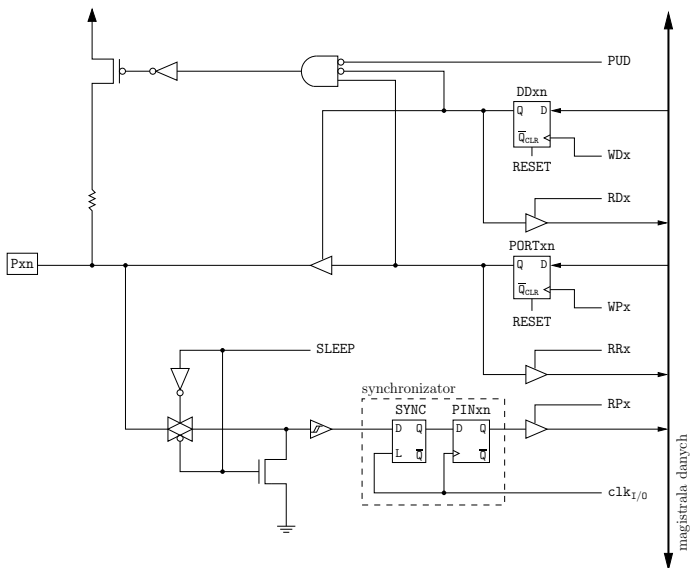 PUD
DDxn
Q D
Q̅CLR
WDx
RESET
RDx
Pxn
PORTxn
Q D
Q̅CLR
WPx
RESET
SLEEP
RRx
synchronizator
RPx
SYNC PINxn
D Q D Q
L Q̅ Q̅
clkI/O
magistrala danych